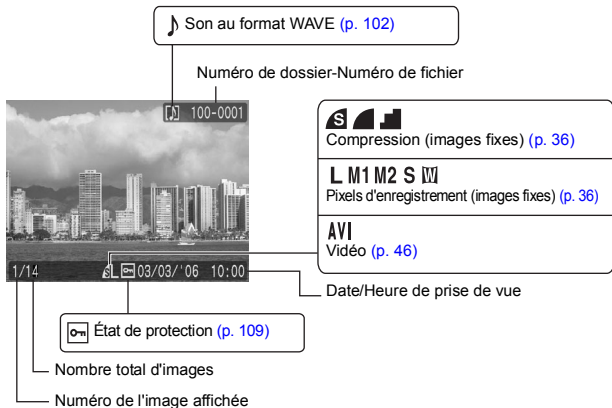 Son au format WAVE (p. 102)
Numéro de dossier-Numéro de fichier
100-0001
S
Compression (images fixes) (p. 36)
L M1 M2 S W
Pixels d'enregistrement (images fixes) (p. 36)
AVI
Vidéo (p. 46)
1/14
S L 03/03/'06 10:00
Date/Heure de prise de vue
État de protection (p. 109)
Nombre total d'images
Numéro de l'image affichée